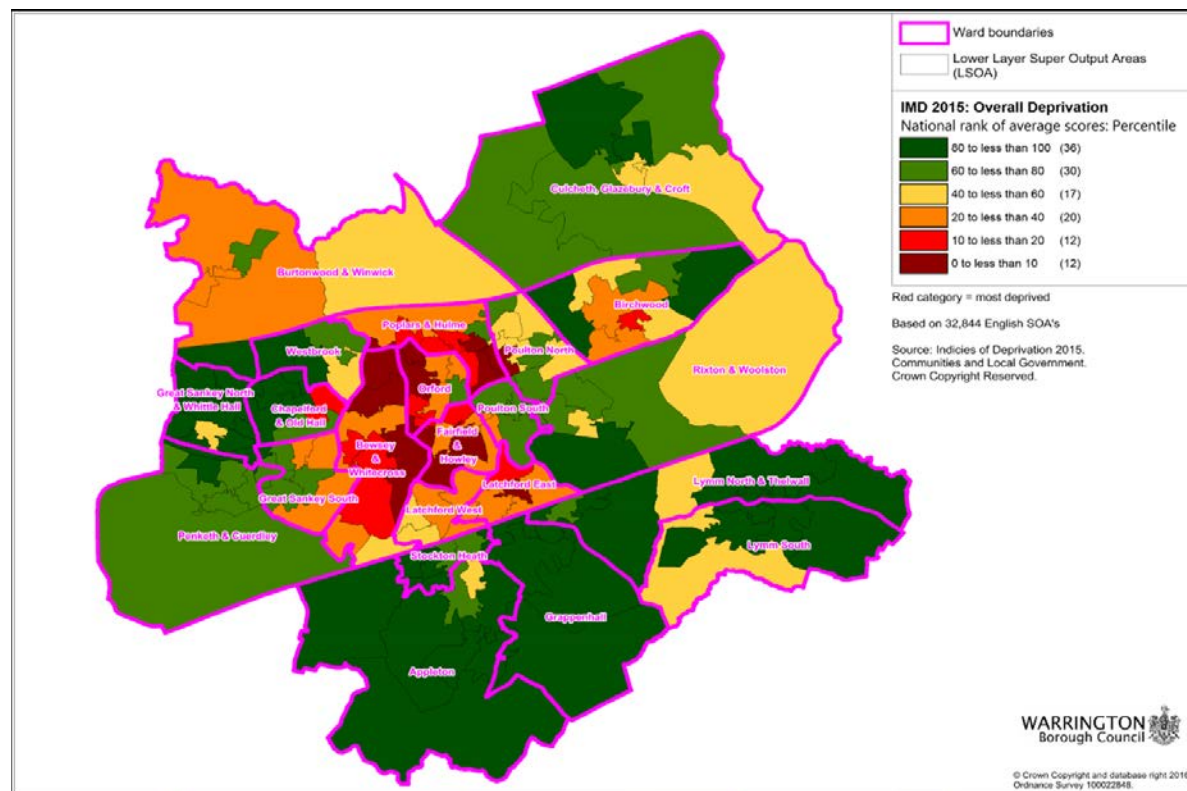 Ward boundaries
Lower Layer Super Output Areas
(LSOA)
IMD 2015: Overall Deprivation
National rank of average scores: Percentile
80 to less than 100 (36)
60 to less than 80 (30)
40 to less than 60 (17)
20 to less than 40 (20)
10 to less than 20 (12)
0 to less than 10 (12)
Red category = most deprived
Based on 32,844 English SOA's
Source: Indicies of Deprivation 2015.
Communities and Local Government.
Crown Copyright Reserved.
Culcheth, Glazebury & Croft
Burtonwood & Winwick
Birchwood
Poplars & Hulme
Westbrook
Poulton North
Rixton & Woolston
Orford
Great Sankey North
& Whittle Hall
Chapelford
& Old Hall
Poulton South
Fairfield
&
Howley
Bewsey
&
Whitecross
Latchford East
Lymm North & Thelwall
Great Sankey South
Latchford West
Penketh & Cuerdley
Lymm South
Stockton Heath
Grappenhall
Appleton
WARRINGTON
Borough Council
© Crown Copyright and database right 2016
Ordnance Survey 100022848.